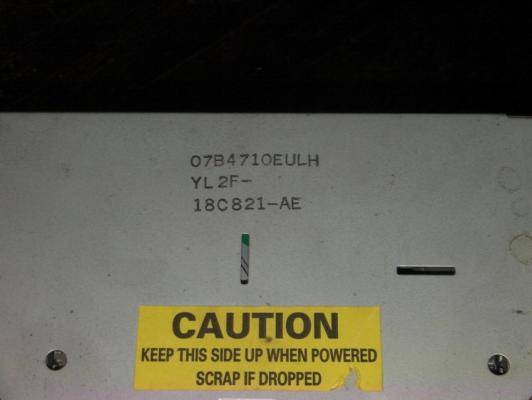 07B4710EULH
YL2F-
18C821-AE
CAUTION
KEEP THIS SIDE UP WHEN POWERED
SCRAP IF DROPPED